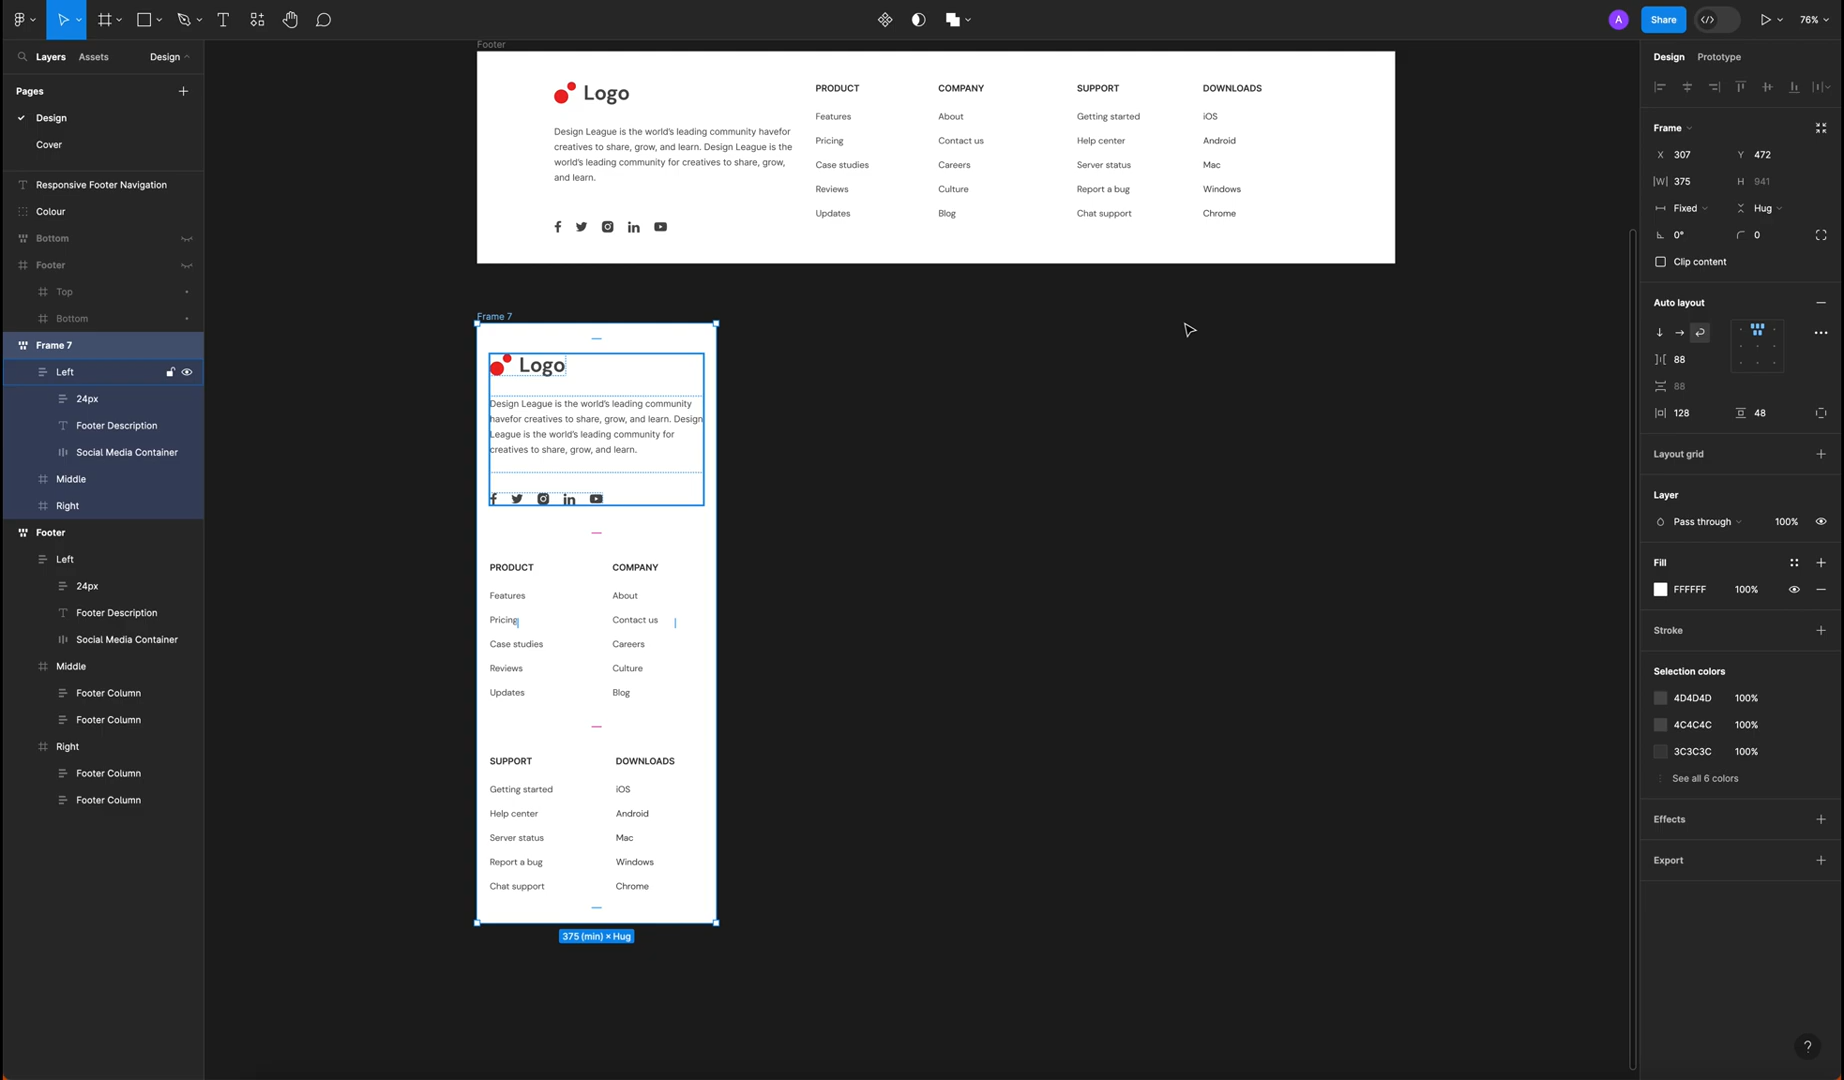 A
Share
76%
Layers
Assets
Design
Pages
Design
Cover
Responsive Footer Navigation
Colour
Bottom
Footer
Top
Bottom
Frame 7
Left
24px
Footer Description
Social Media Container
Middle
Right
Footer
Left
24px
Footer Description
Social Media Container
Middle
Footer Column
Footer Column
Right
Footer Column
Footer Column
Footer
Logo
Design League is the world's leading community havefor
creatives to share, grow, and learn. Design League is the
world's leading community for creatives to share, grow,
and learn.
PRODUCT
Features
Pricing
Case studies
Reviews
Updates
COMPANY
About
Contact us
Careers
Culture
Blog
SUPPORT
Getting started
Help center
Server status
Report a bug
Chat support
DOWNLOADS
iOS
Android
Mac
Windows
Chrome
Frame 7
Logo
Design League is the world's leading community
havefor creatives to share, grow, and learn. Design
League is the world's leading community for
creatives to share, grow, and learn.
PRODUCT
Features
Pricing
Case studies
Reviews
Updates
COMPANY
About
Contact us
Careers
Culture
Blog
SUPPORT
Getting started
Help center
Server status
Report a bug
Chat support
DOWNLOADS
iOS
Android
Mac
Windows
Chrome
375 (min) × Hug
Design
Prototype
Frame
X 307 Y 472
W 375 H 941
Fixed Hug
0° 0
Clip content
Auto layout
88
88
128 48
Layout grid
Layer
Pass through 100%
Fill
FFFFFF 100%
Stroke
Selection colors
4D4D4D 100%
4C4C4C 100%
3C3C3C 100%
See all 6 colors
Effects
Export
?